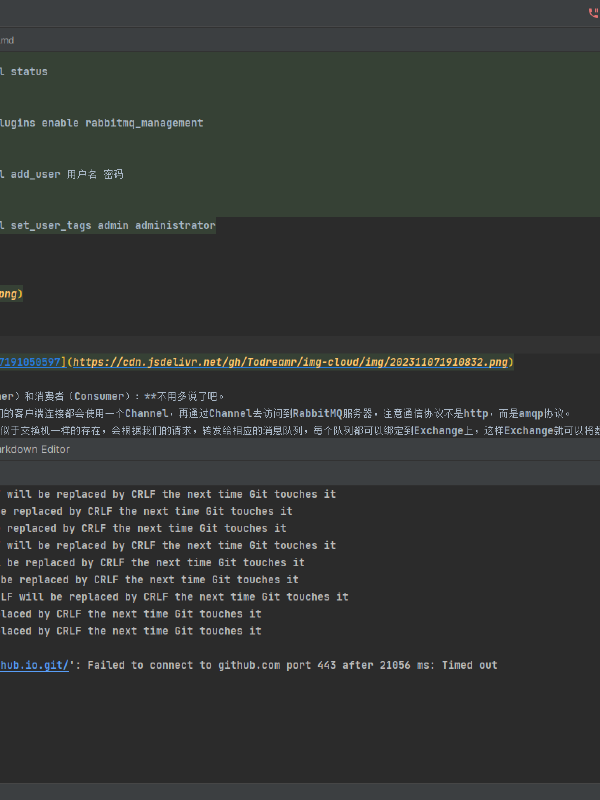 md
l status
lugins enable rabbitmq_management
l add_user 用户名 密码
l set_user_tags admin administrator
png)
7191050597](https://cdn.jsdelivr.net/gh/Todreamr/img-cloud/img/202311071910832.png)
er）和消费者（Consumer）：**不用多说了吧。
们的客户端连接都会使用一个Channel，再通过Channel去访问到RabbitMQ服务器，注意通信协议不是http，而是amqp协议。
似于交换机一样的存在，会根据我们的请求，转发给相应的消息队列，每个队列都可以绑定到Exchange上，这样Exchange就可以将数
arkdown Editor
will be replaced by CRLF the next time Git touches it
e replaced by CRLF the next time Git touches it
replaced by CRLF the next time Git touches it
will be replaced by CRLF the next time Git touches it
be replaced by CRLF the next time Git touches it
be replaced by CRLF the next time Git touches it
LF will be replaced by CRLF the next time Git touches it
placed by CRLF the next time Git touches it
placed by CRLF the next time Git touches it
hub.io.git/': Failed to connect to github.com port 443 after 21056 ms: Timed out